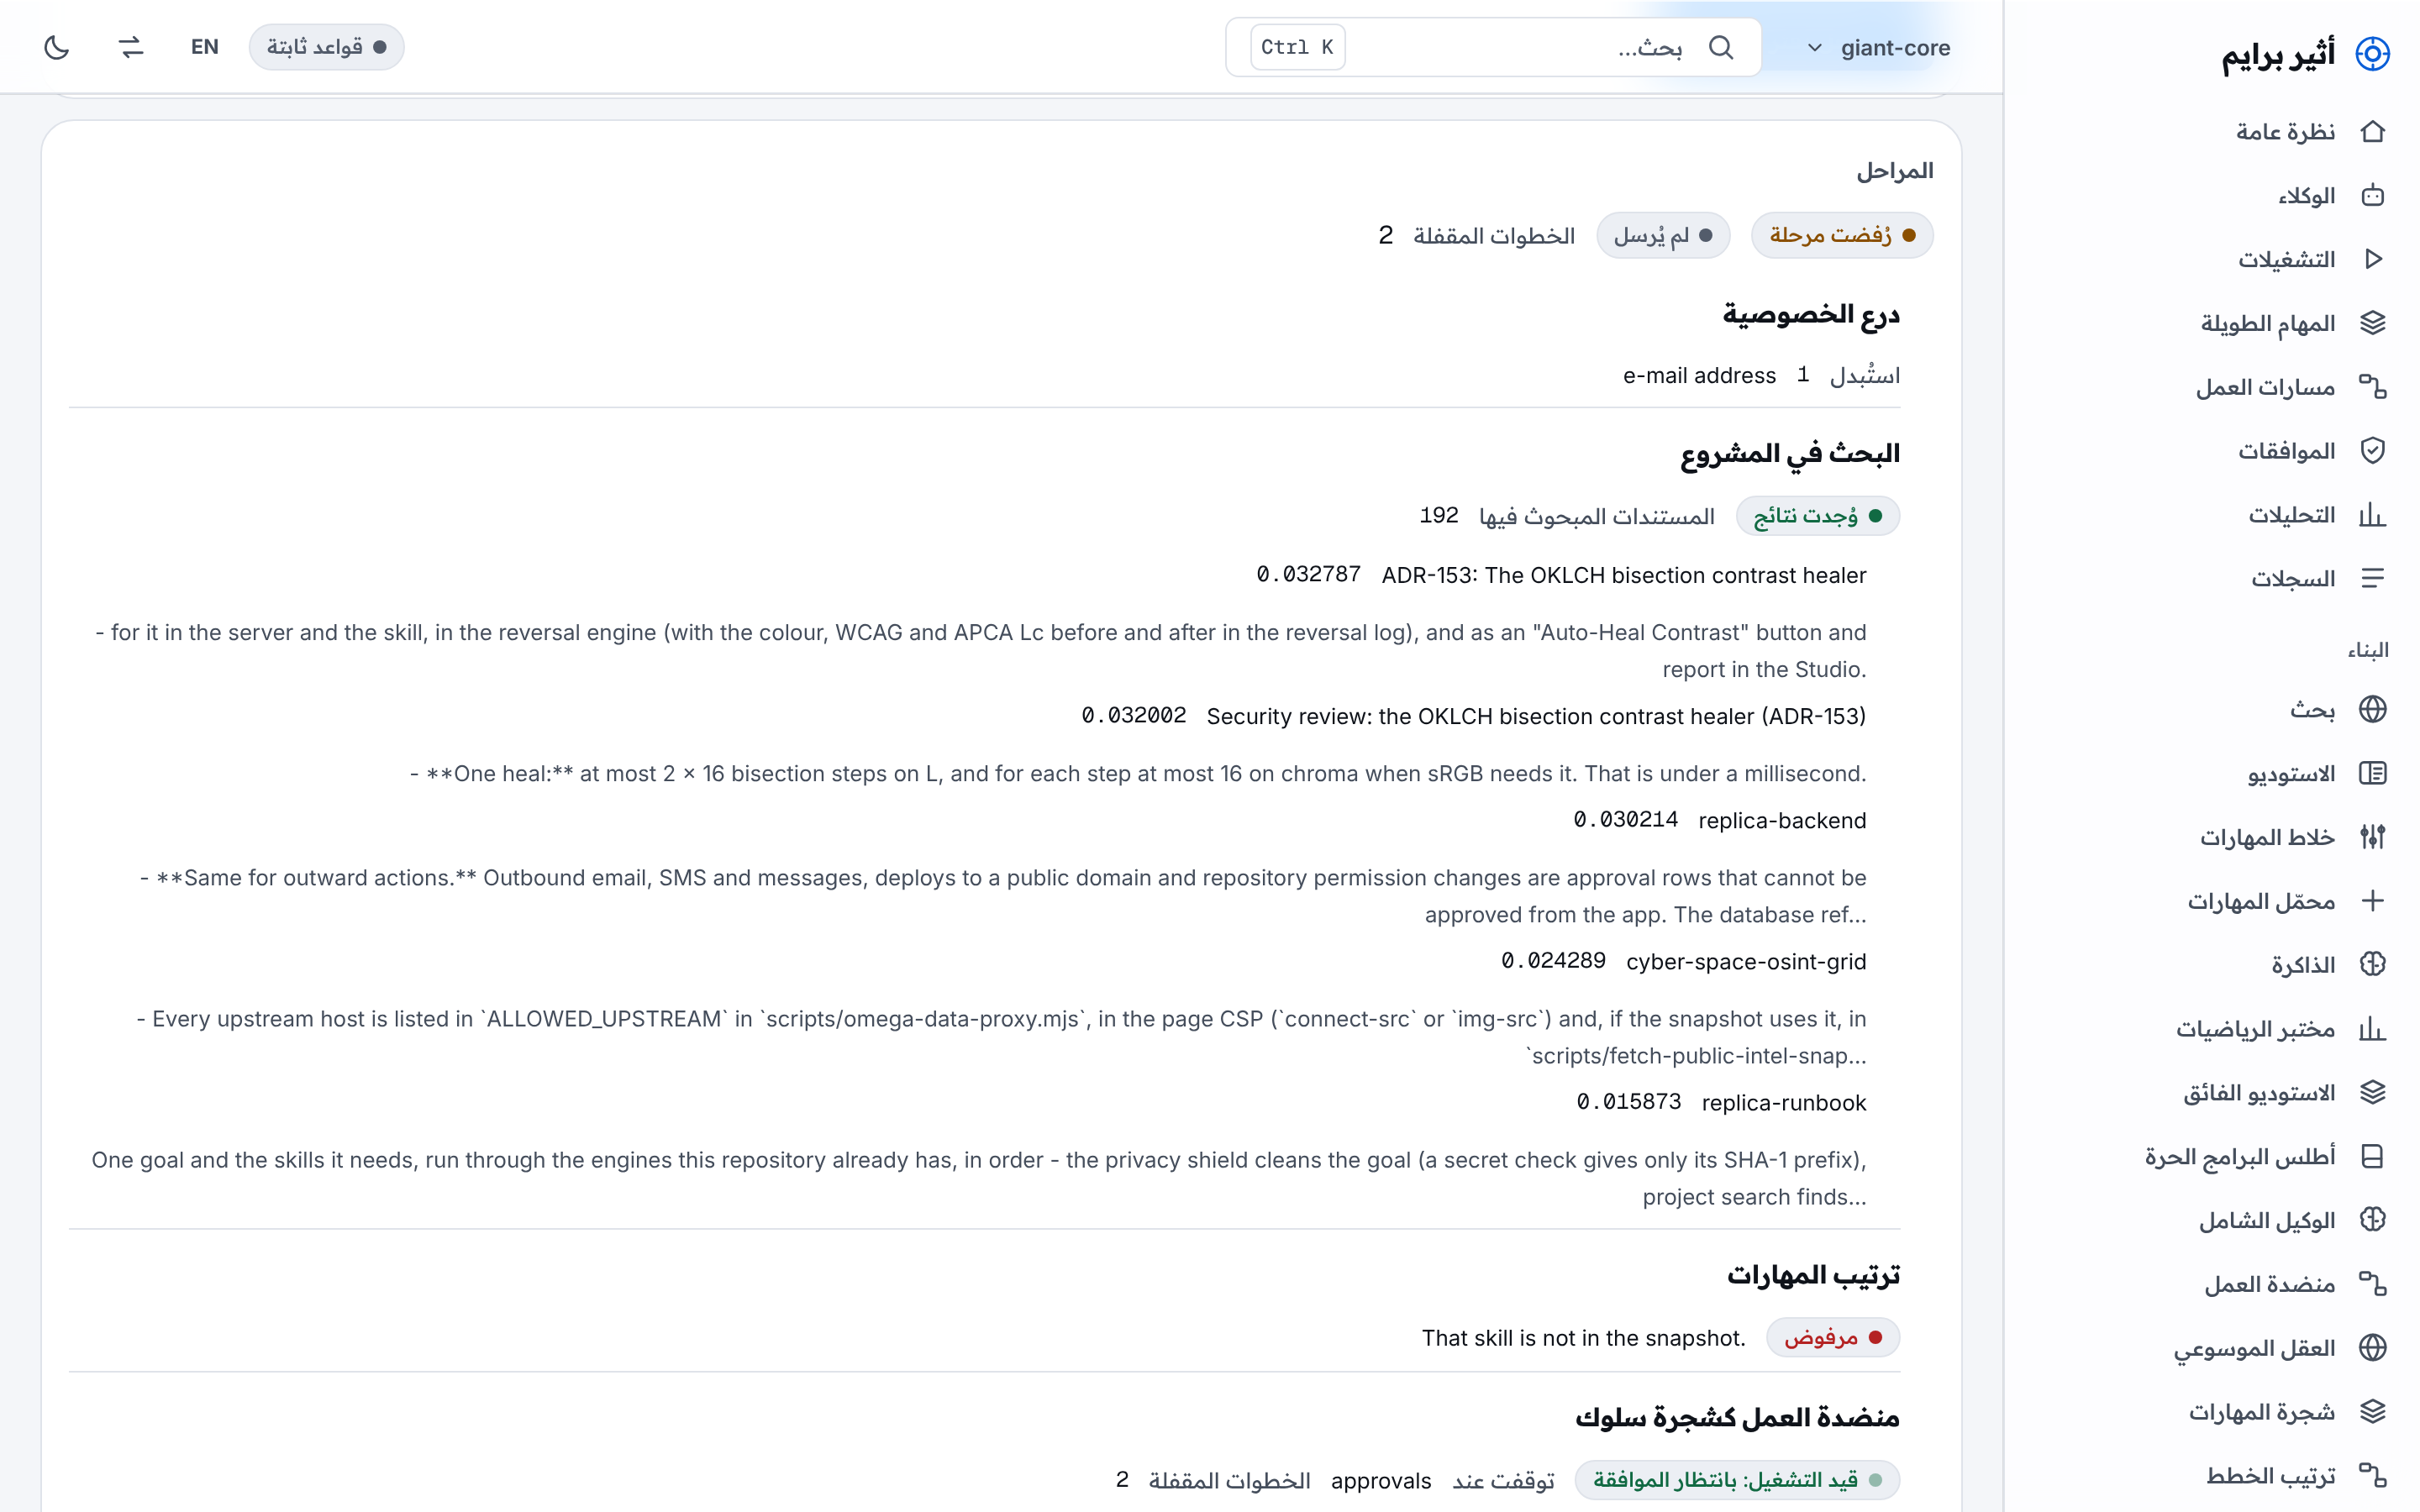 أثير برايم
نظرة عامة
الوكلاء
التشغيلات
المهام الطويلة
مسارات العمل
الموافقات
التحليلات
السجلات
البناء
بحث
الاستوديو
خلاط المهارات
محمّل المهارات
الذاكرة
مختبر الرياضيات
الاستوديو الفائق
أطلس البرامج الحرة
الوكيل الشامل
منضدة العمل
العقل الموسوعي
شجرة المهارات
ترتيب الخطط
giant-core
بحث... Ctrl K
قواعد ثابتة
EN
المراحل
رُفضت مرحلة لم يُرسل الخطوات المقفلة 2
درع الخصوصية
استُبدل 1 e-mail address
البحث في المشروع
وُجدت نتائج المستندات المبحوث فيها 192
ADR-153: The OKLCH bisection contrast healer 0.032787
- for it in the server and the skill, in the reversal engine (with the colour, WCAG and APCA Lc before and after in the reversal log), and as an "Auto-Heal Contrast" button and
report in the Studio.
Security review: the OKLCH bisection contrast healer (ADR-153) 0.032002
- **One heal:** at most 2 × 16 bisection steps on L, and for each step at most 16 on chroma when sRGB needs it. That is under a millisecond.
replica-backend 0.030214
- **Same for outward actions.** Outbound email, SMS and messages, deploys to a public domain and repository permission changes are approval rows that cannot be
approved from the app. The database ref...
cyber-space-osint-grid 0.024289
- Every upstream host is listed in `ALLOWED_UPSTREAM` in `scripts/omega-data-proxy.mjs`, in the page CSP (`connect-src` or `img-src`) and, if the snapshot uses it, in
`scripts/fetch-public-intel-snap...
replica-runbook 0.015873
One goal and the skills it needs, run through the engines this repository already has, in order - the privacy shield cleans the goal (a secret check gives only its SHA-1 prefix),
project search finds...
ترتيب المهارات
مرفوض That skill is not in the snapshot.
منضدة العمل كشجرة سلوك
قيد التشغيل: بانتظار الموافقة توقفت عند approvals الخطوات المقفلة 2